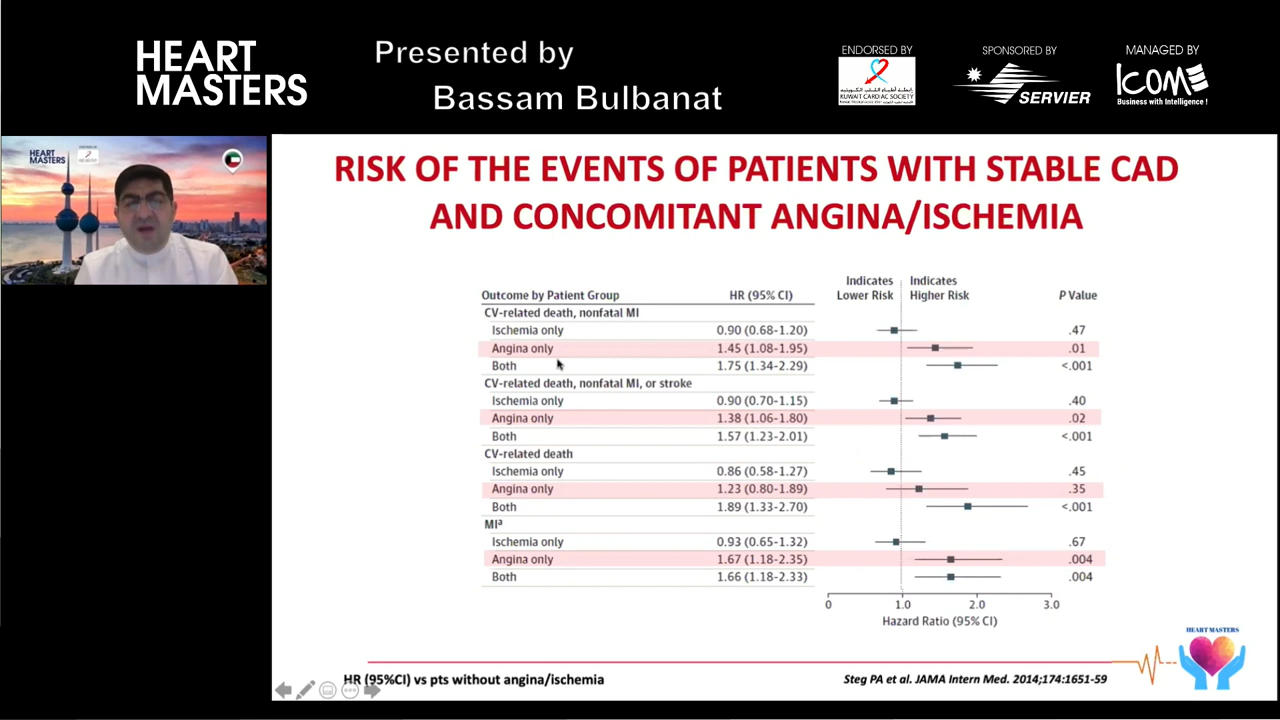 HEART
MASTERS
Presented by
Bassam Bulbanat
ENDORSED BY
KUWAIT CARDIAC SOCIETY
SPONSORED BY
SERVIER
MANAGED BY
ICOME
Business with Intelligence !
HEART
MASTERS
RISK OF THE EVENTS OF PATIENTS WITH STABLE CAD
AND CONCOMITANT ANGINA/ISCHEMIA
Indicates Indicates
Outcome by Patient Group HR (95% CI) Lower Risk Higher Risk P Value
CV-related death, nonfatal MI
Ischemia only 0.90 (0.68-1.20) .47
Angina only 1.45 (1.08-1.95) .01
Both 1.75 (1.34-2.29) <.001
CV-related death, nonfatal MI, or stroke
Ischemia only 0.90 (0.70-1.15) .40
Angina only 1.38 (1.06-1.80) .02
Both 1.57 (1.23-2.01) <.001
CV-related death
Ischemia only 0.86 (0.58-1.27) .45
Angina only 1.23 (0.80-1.89) .35
Both 1.89 (1.33-2.70) <.001
MIª
Ischemia only 0.93 (0.65-1.32) .67
Angina only 1.67 (1.18-2.35) .004
Both 1.66 (1.18-2.33) .004
0 1.0 2.0 3.0
Hazard Ratio (95% CI)
HEART MASTERS
HR (95%CI) vs pts without angina/ischemia
Steg PA et al. JAMA Intern Med. 2014;174:1651-59